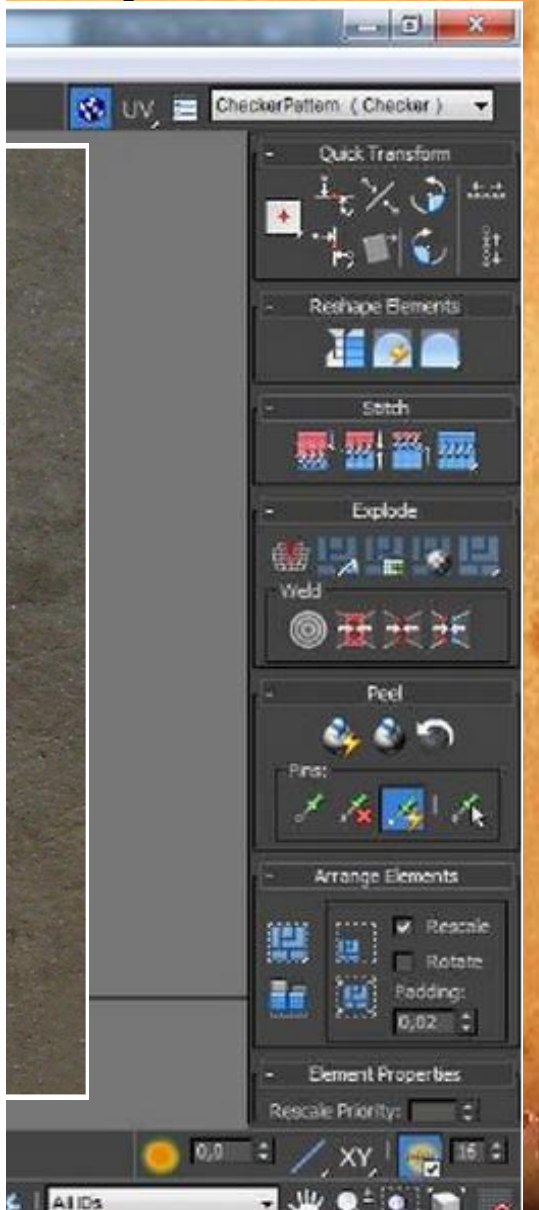 UV
CheckerPattern ( Checker )
- Quick Transform
- Reshape Elements
- Stitch
- Explode
Weld
- Peel
Pins:
- Arrange Elements
Rescale
Rotate
Padding:
0,02
- Element Properties
Rescale Priority:
0,0
XY
16
All IDs